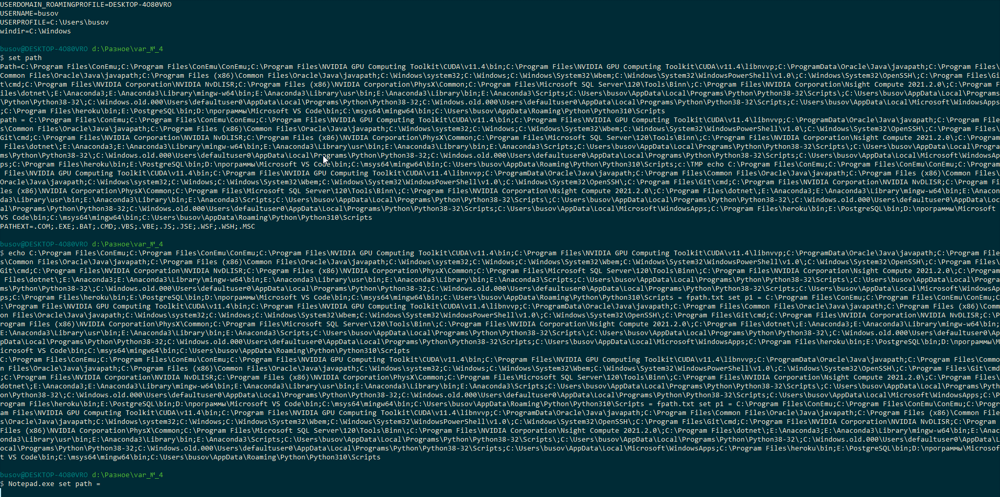 USERDOMAIN_ROAMINGPROFILE=DESKTOP-4O80VRO
USERNAME=busov
USERPROFILE=C:\Users\busov
windir=C:\Windows
busov@DESKTOP-4O80VRO d:\Разное\var_№_4
$ set path
Path=C:\Program Files\ConEmu;C:\Program Files\ConEmu\ConEmu;C:\Program Files\NVIDIA GPU Computing Toolkit\CUDA\v11.4\bin;C:\Program Files\NVIDIA GPU Computing Toolkit\CUDA\v11.4\libnvvp;C:\ProgramData\Oracle\Java\javapath;C:\Program Files\
Common Files\Oracle\Java\javapath;C:\Program Files (x86)\Common Files\Oracle\Java\javapath;C:\Windows\system32;C:\Windows;C:\Windows\System32\Wbem;C:\Windows\System32\WindowsPowerShell\v1.0\;C:\Windows\System32\OpenSSH\;C:\Program Files\Gi
t\cmd;C:\Program Files\NVIDIA Corporation\NVIDIA NvDLISR;C:\Program Files (x86)\NVIDIA Corporation\PhysX\Common;C:\Program Files\Microsoft SQL Server\120\Tools\Binn\;C:\Program Files\NVIDIA Corporation\Nsight Compute 2021.2.0\;C:\Program F
iles\dotnet\;E:\Anaconda3;E:\Anaconda3\Library\mingw-w64\bin;E:\Anaconda3\Library\usr\bin;E:\Anaconda3\Library\bin;E:\Anaconda3\Scripts;C:\Users\busov\AppData\Local\Programs\Python\Python38-32\Scripts\;C:\Users\busov\AppData\Local\Programs
\Python\Python38-32\;C:\Windows.old.000\Users\defaultuser0\AppData\Local\Programs\Python\Python38-32;C:\Windows.old.000\Users\defaultuser0\AppData\Local\Programs\Python\Python38-32\Scripts;C:\Users\busov\AppData\Local\Microsoft\WindowsApps
;C:\Program Files\heroku\bin;E:\PostgreSQL\bin;D:\программы\Microsoft VS Code\bin;C:\msys64\mingw64\bin;C:\Users\busov\AppData\Roaming\Python\Python310\Scripts
path = C:\Program Files\ConEmu;C:\Program Files\ConEmu\ConEmu;C:\Program Files\NVIDIA GPU Computing Toolkit\CUDA\v11.4\bin;C:\Program Files\NVIDIA GPU Computing Toolkit\CUDA\v11.4\libnvvp;C:\ProgramData\Oracle\Java\javapath;C:\Program File
s\Common Files\Oracle\Java\javapath;C:\Program Files (x86)\Common Files\Oracle\Java\javapath;C:\Windows\system32;C:\Windows;C:\Windows\System32\Wbem;C:\Windows\System32\WindowsPowerShell\v1.0\;C:\Windows\System32\OpenSSH\;C:\Program Files\
Git\cmd;C:\Program Files\NVIDIA Corporation\NVIDIA NvDLISR;C:\Program Files (x86)\NVIDIA Corporation\PhysX\Common;C:\Program Files\Microsoft SQL Server\120\Tools\Binn\;C:\Program Files\NVIDIA Corporation\Nsight Compute 2021.2.0\;C:\Program
 Files\dotnet\;E:\Anaconda3;E:\Anaconda3\Library\mingw-w64\bin;E:\Anaconda3\Library\usr\bin;E:\Anaconda3\Library\bin;E:\Anaconda3\Scripts;C:\Users\busov\AppData\Local\Programs\Python\Python38-32\Scripts\;C:\Users\busov\AppData\Local\Progra
ms\Python\Python38-32\;C:\Windows.old.000\Users\defaultuser0\AppData\Local\Programs\Python\Python38-32;C:\Windows.old.000\Users\defaultuser0\AppData\Local\Programs\Python\Python38-32\Scripts;C:\Users\busov\AppData\Local\Microsoft\WindowsAp
ps;C:\Program Files\heroku\bin;E:\PostgreSQL\bin;D:\программы\Microsoft VS Code\bin;C:\msys64\mingw64\bin;C:\Users\busov\AppData\Roaming\Python\Python310\Scripts;c:\TMP echo C:\Program Files\ConEmu;C:\Program Files\ConEmu\ConEmu;C:\Program
 Files\NVIDIA GPU Computing Toolkit\CUDA\v11.4\bin;C:\Program Files\NVIDIA GPU Computing Toolkit\CUDA\v11.4\libnvvp;C:\ProgramData\Oracle\Java\javapath;C:\Program Files\Common Files\Oracle\Java\javapath;C:\Program Files (x86)\Common Files\
Oracle\Java\javapath;C:\Windows\system32;C:\Windows;C:\Windows\System32\Wbem;C:\Windows\System32\WindowsPowerShell\v1.0\;C:\Windows\System32\OpenSSH\;C:\Program Files\Git\cmd;C:\Program Files\NVIDIA Corporation\NVIDIA NvDLISR;C:\Program Fi
les (x86)\NVIDIA Corporation\PhysX\Common;C:\Program Files\Microsoft SQL Server\120\Tools\Binn\;C:\Program Files\NVIDIA Corporation\Nsight Compute 2021.2.0\;C:\Program Files\dotnet\;E:\Anaconda3;E:\Anaconda3\Library\mingw-w64\bin;E:\Anacon
da3\Library\usr\bin;E:\Anaconda3\Library\bin;E:\Anaconda3\Scripts;C:\Users\busov\AppData\Local\Programs\Python\Python38-32\Scripts\;C:\Users\busov\AppData\Local\Programs\Python\Python38-32\;C:\Windows.old.000\Users\defaultuser0\AppData\Loc
al\Programs\Python\Python38-32;C:\Windows.old.000\Users\defaultuser0\AppData\Local\Programs\Python\Python38-32\Scripts;C:\Users\busov\AppData\Local\Microsoft\WindowsApps;C:\Program Files\heroku\bin;E:\PostgreSQL\bin;D:\программы\Microsoft
VS Code\bin;C:\msys64\mingw64\bin;C:\Users\busov\AppData\Roaming\Python\Python310\Scripts
PATHEXT=.COM;.EXE;.BAT;.CMD;.VBS;.VBE;.JS;.JSE;.WSF;.WSH;.MSC
busov@DESKTOP-4O80VRO d:\Разное\var_№_4
$ echo C:\Program Files\ConEmu;C:\Program Files\ConEmu\ConEmu;C:\Program Files\NVIDIA GPU Computing Toolkit\CUDA\v11.4\bin;C:\Program Files\NVIDIA GPU Computing Toolkit\CUDA\v11.4\libnvvp;C:\ProgramData\Oracle\Java\javapath;C:\Program File
s\Common Files\Oracle\Java\javapath;C:\Program Files (x86)\Common Files\Oracle\Java\javapath;C:\Windows\system32;C:\Windows;C:\Windows\System32\Wbem;C:\Windows\System32\WindowsPowerShell\v1.0\;C:\Windows\System32\OpenSSH\;C:\Program Files\
Git\cmd;C:\Program Files\NVIDIA Corporation\NVIDIA NvDLISR;C:\Program Files (x86)\NVIDIA Corporation\PhysX\Common;C:\Program Files\Microsoft SQL Server\120\Tools\Binn\;C:\Program Files\NVIDIA Corporation\Nsight Compute 2021.2.0\;C:\Program
 Files\dotnet\;E:\Anaconda3;E:\Anaconda3\Library\mingw-w64\bin;E:\Anaconda3\Library\usr\bin;E:\Anaconda3\Library\bin;E:\Anaconda3\Scripts;C:\Users\busov\AppData\Local\Programs\Python\Python38-32\Scripts\;C:\Users\busov\AppData\Local\Progra
ms\Python\Python38-32\;C:\Windows.old.000\Users\defaultuser0\AppData\Local\Programs\Python\Python38-32;C:\Windows.old.000\Users\defaultuser0\AppData\Local\Programs\Python\Python38-32\Scripts;C:\Users\busov\AppData\Local\Microsoft\WindowsAp
ps;C:\Program Files\heroku\bin;E:\PostgreSQL\bin;D:\программы\Microsoft VS Code\bin;C:\msys64\mingw64\bin;C:\Users\busov\AppData\Roaming\Python\Python310\Scripts = fpath.txt set p1 = C:\Program Files\ConEmu;C:\Program Files\ConEmu\ConEmu;C
:\Program Files\NVIDIA GPU Computing Toolkit\CUDA\v11.4\bin;C:\Program Files\NVIDIA GPU Computing Toolkit\CUDA\v11.4\libnvvp;C:\ProgramData\Oracle\Java\javapath;C:\Program Files\Common Files\Oracle\Java\javapath;C:\Program Files (x86)\Comm
on Files\Oracle\Java\javapath;C:\Windows\system32;C:\Windows;C:\Windows\System32\Wbem;C:\Windows\System32\WindowsPowerShell\v1.0\;C:\Windows\System32\OpenSSH\;C:\Program Files\Git\cmd;C:\Program Files\NVIDIA Corporation\NVIDIA NvDLISR;C:\P
rogram Files (x86)\NVIDIA Corporation\PhysX\Common;C:\Program Files\Microsoft SQL Server\120\Tools\Binn\;C:\Program Files\NVIDIA Corporation\Nsight Compute 2021.2.0\;C:\Program Files\dotnet\;E:\Anaconda3;E:\Anaconda3\Library\mingw-w64\bin;
E:\Anaconda3\Library\usr\bin;E:\Anaconda3\Library\bin;E:\Anaconda3\Scripts;C:\Users\busov\AppData\Local\Programs\Python\Python38-32\Scripts\;C:\Users\busov\AppData\Local\Programs\Python\Python38-32\;C:\Windows.old.000\Users\defaultuser0\Ap
pData\Local\Programs\Python\Python38-32;C:\Windows.old.000\Users\defaultuser0\AppData\Local\Programs\Python\Python38-32\Scripts;C:\Users\busov\AppData\Local\Microsoft\WindowsApps;C:\Program Files\heroku\bin;E:\PostgreSQL\bin;D:\программы\M
icrosoft VS Code\bin;C:\msys64\mingw64\bin;C:\Users\busov\AppData\Roaming\Python\Python310\Scripts
C:\Program Files\ConEmu;C:\Program Files\ConEmu\ConEmu;C:\Program Files\NVIDIA GPU Computing Toolkit\CUDA\v11.4\bin;C:\Program Files\NVIDIA GPU Computing Toolkit\CUDA\v11.4\libnvvp;C:\ProgramData\Oracle\Java\javapath;C:\Program Files\Commo
n Files\Oracle\Java\javapath;C:\Program Files (x86)\Common Files\Oracle\Java\javapath;C:\Windows\system32;C:\Windows;C:\Windows\System32\Wbem;C:\Windows\System32\WindowsPowerShell\v1.0\;C:\Windows\System32\OpenSSH\;C:\Program Files\Git\cmd
;C:\Program Files\NVIDIA Corporation\NVIDIA NvDLISR;C:\Program Files (x86)\NVIDIA Corporation\PhysX\Common;C:\Program Files\Microsoft SQL Server\120\Tools\Binn\;C:\Program Files\NVIDIA Corporation\Nsight Compute 2021.2.0\;C:\Program Files\
dotnet\;E:\Anaconda3;E:\Anaconda3\Library\mingw-w64\bin;E:\Anaconda3\Library\usr\bin;E:\Anaconda3\Library\bin;E:\Anaconda3\Scripts;C:\Users\busov\AppData\Local\Programs\Python\Python38-32\Scripts\;C:\Users\busov\AppData\Local\Programs\Pyth
on\Python38-32\;C:\Windows.old.000\Users\defaultuser0\AppData\Local\Programs\Python\Python38-32;C:\Windows.old.000\Users\defaultuser0\AppData\Local\Programs\Python\Python38-32\Scripts;C:\Users\busov\AppData\Local\Microsoft\WindowsApps;C:\P
rogram Files\heroku\bin;E:\PostgreSQL\bin;D:\программы\Microsoft VS Code\bin;C:\msys64\mingw64\bin;C:\Users\busov\AppData\Roaming\Python\Python310\Scripts = fpath.txt set p1 = C:\Program Files\ConEmu;C:\Program Files\ConEmu\ConEmu;C:\Progr
am Files\NVIDIA GPU Computing Toolkit\CUDA\v11.4\bin;C:\Program Files\NVIDIA GPU Computing Toolkit\CUDA\v11.4\libnvvp;C:\ProgramData\Oracle\Java\javapath;C:\Program Files\Common Files\Oracle\Java\javapath;C:\Program Files (x86)\Common File
s\Oracle\Java\javapath;C:\Windows\system32;C:\Windows;C:\Windows\System32\Wbem;C:\Windows\System32\WindowsPowerShell\v1.0\;C:\Windows\System32\OpenSSH\;C:\Program Files\Git\cmd;C:\Program Files\NVIDIA Corporation\NVIDIA NvDLISR;C:\Program
Files (x86)\NVIDIA Corporation\PhysX\Common;C:\Program Files\Microsoft SQL Server\120\Tools\Binn\;C:\Program Files\NVIDIA Corporation\Nsight Compute 2021.2.0\;C:\Program Files\dotnet\;E:\Anaconda3;E:\Anaconda3\Library\mingw-w64\bin;E:\Anac
onda3\Library\usr\bin;E:\Anaconda3\Library\bin;E:\Anaconda3\Scripts;C:\Users\busov\AppData\Local\Programs\Python\Python38-32\Scripts\;C:\Users\busov\AppData\Local\Programs\Python\Python38-32\;C:\Windows.old.000\Users\defaultuser0\AppData\L
ocal\Programs\Python\Python38-32;C:\Windows.old.000\Users\defaultuser0\AppData\Local\Programs\Python\Python38-32\Scripts;C:\Users\busov\AppData\Local\Microsoft\WindowsApps;C:\Program Files\heroku\bin;E:\PostgreSQL\bin;D:\программы\Microsof
t VS Code\bin;C:\msys64\mingw64\bin;C:\Users\busov\AppData\Roaming\Python\Python310\Scripts
busov@DESKTOP-4O80VRO d:\Разное\var_№_4
$ Notepad.exe set path =